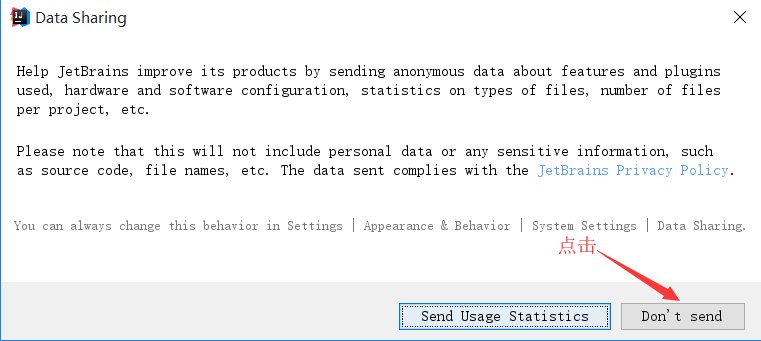 Data Sharing
Help JetBrains improve its products by sending anonymous data about features and plugins
used, hardware and software configuration, statistics on types of files, number of files
per project, etc.
Please note that this will not include personal data or any sensitive information, such
as source code, file names, etc. The data sent complies with the JetBrains Privacy Policy.
You can always change this behavior in Settings | Appearance & Behavior | System Settings | Data Sharing.
点击
Send Usage Statistics
Don't send